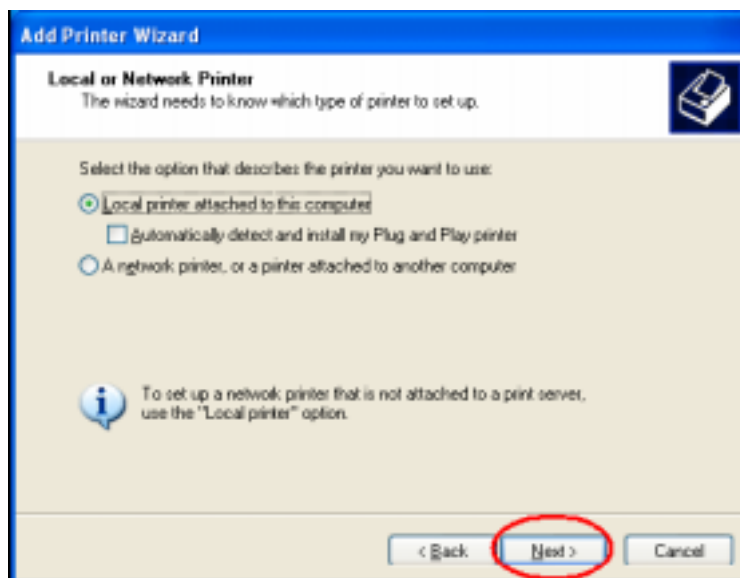 Add Printer Wizard
Local or Network Printer
The wizard needs to know which type of printer to set up.
Select the option that describes the printer you want to use:
Local printer attached to this computer
Automatically detect and install my Plug and Play printer
A network printer, or a printer attached to another computer
To set up a network printer that is not attached to a print server,
use the "Local printer" option.
< Back Next > Cancel